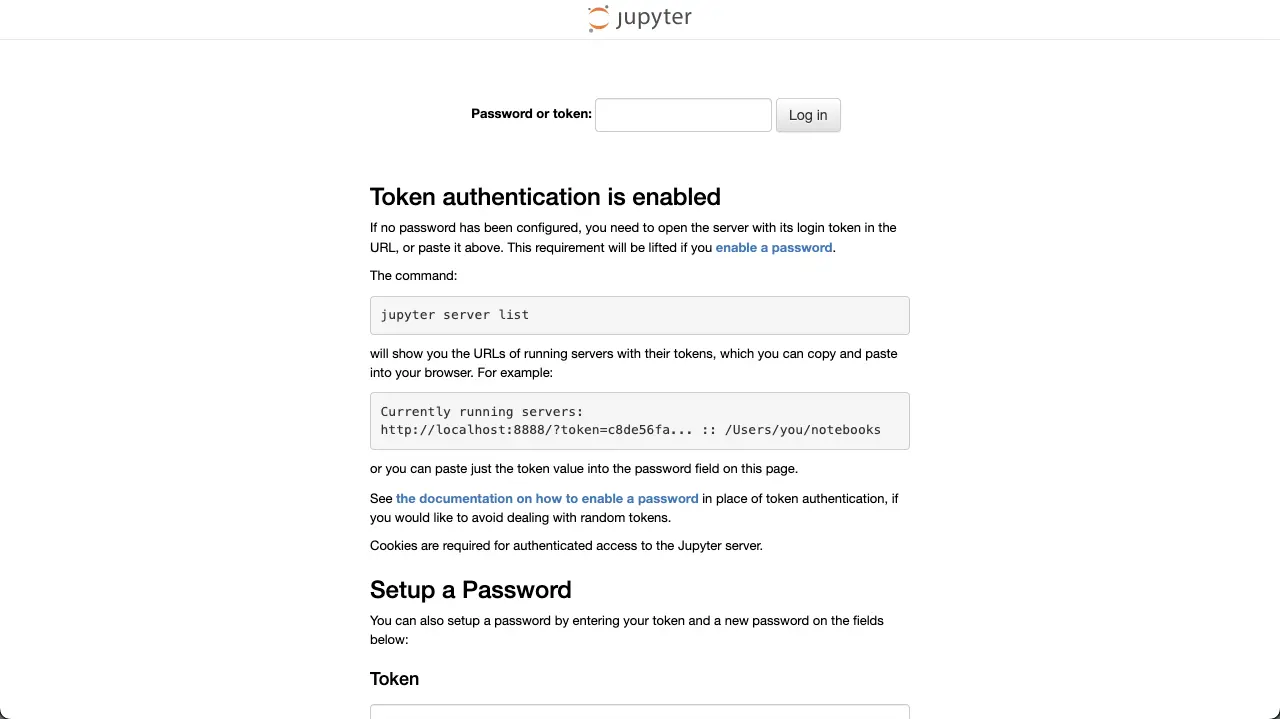 jupyter
Password or token:
Log in
Token authentication is enabled
If no password has been configured, you need to open the server with its login token in the
URL, or paste it above. This requirement will be lifted if you enable a password.
The command:
jupyter server list
will show you the URLs of running servers with their tokens, which you can copy and paste
into your browser. For example:
Currently running servers:
http://localhost:8888/?token=c8de56fa... :: /Users/you/notebooks
or you can paste just the token value into the password field on this page.
See the documentation on how to enable a password in place of token authentication, if
you would like to avoid dealing with random tokens.
Cookies are required for authenticated access to the Jupyter server.
Setup a Password
You can also setup a password by entering your token and a new password on the fields
below:
Token